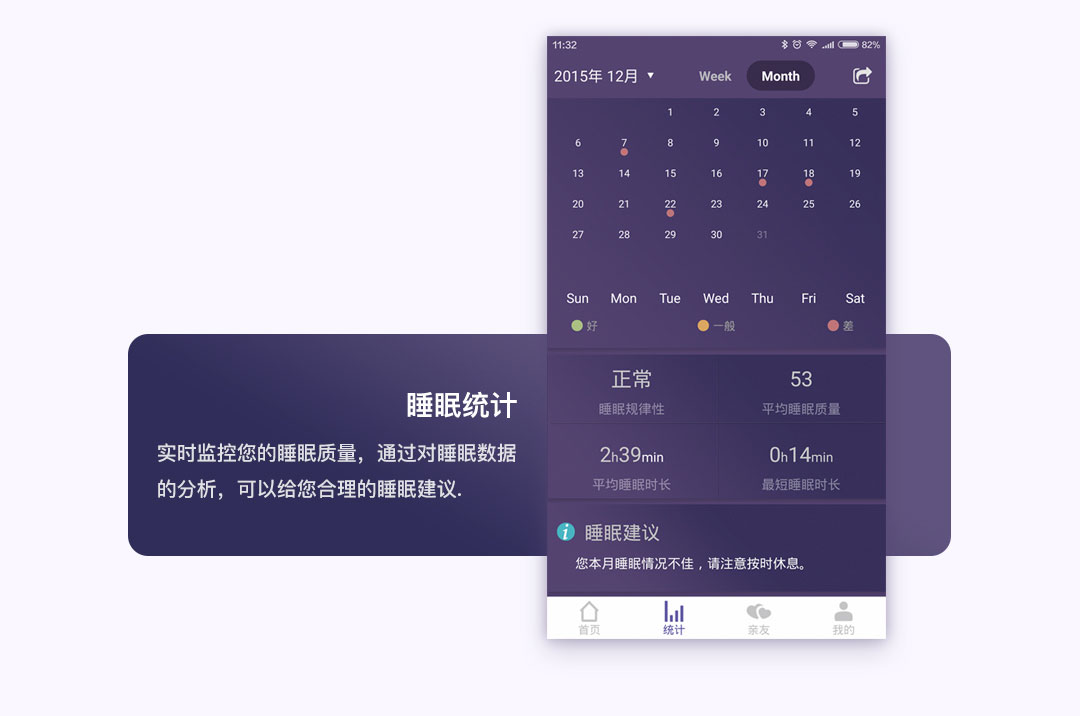 11:32 82%
2015年 12月 ▼ Week Month
1 2 3 4 5
6 7 8 9 10 11 12
13 14 15 16 17 18 19
20 21 22 23 24 25 26
27 28 29 30 31
Sun Mon Tue Wed Thu Fri Sat
好 一般 差
正常 53
睡眠规律性 平均睡眠质量
2h39min 0h14min
平均睡眠时长 最短睡眠时长
i 睡眠建议
您本月睡眠情况不佳，请注意按时休息。
首页 统计 亲友 我的
睡眠统计
实时监控您的睡眠质量，通过对睡眠数据
的分析，可以给您合理的睡眠建议.